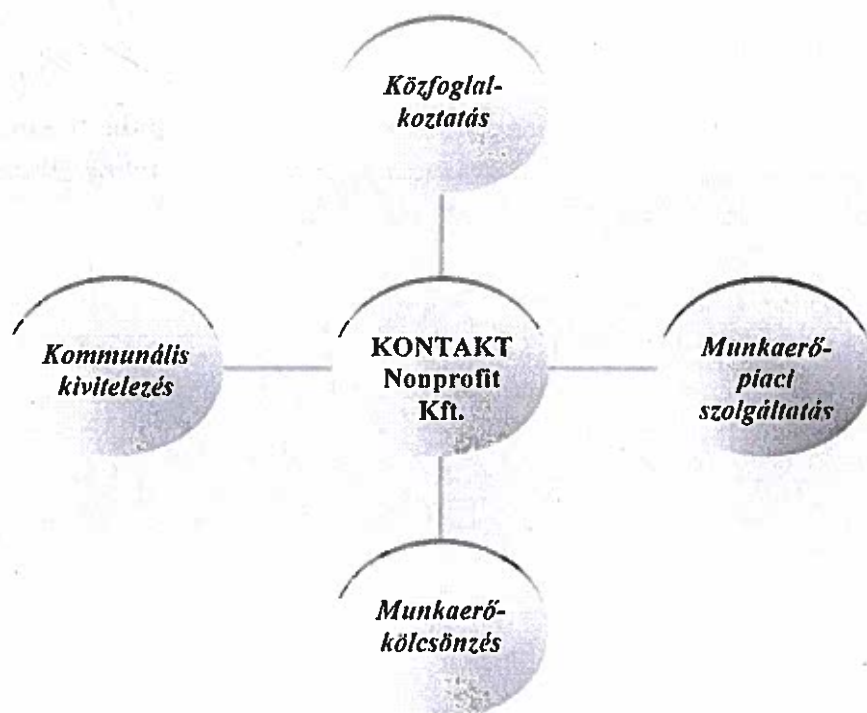 Közfoglal-
koztatás
Kommunális
kivitelezés
KONTAKT
Nonprofit
Kft.
Munkaerő-
piaci
szolgáltatás
Munkaerő-
kölcsönzés